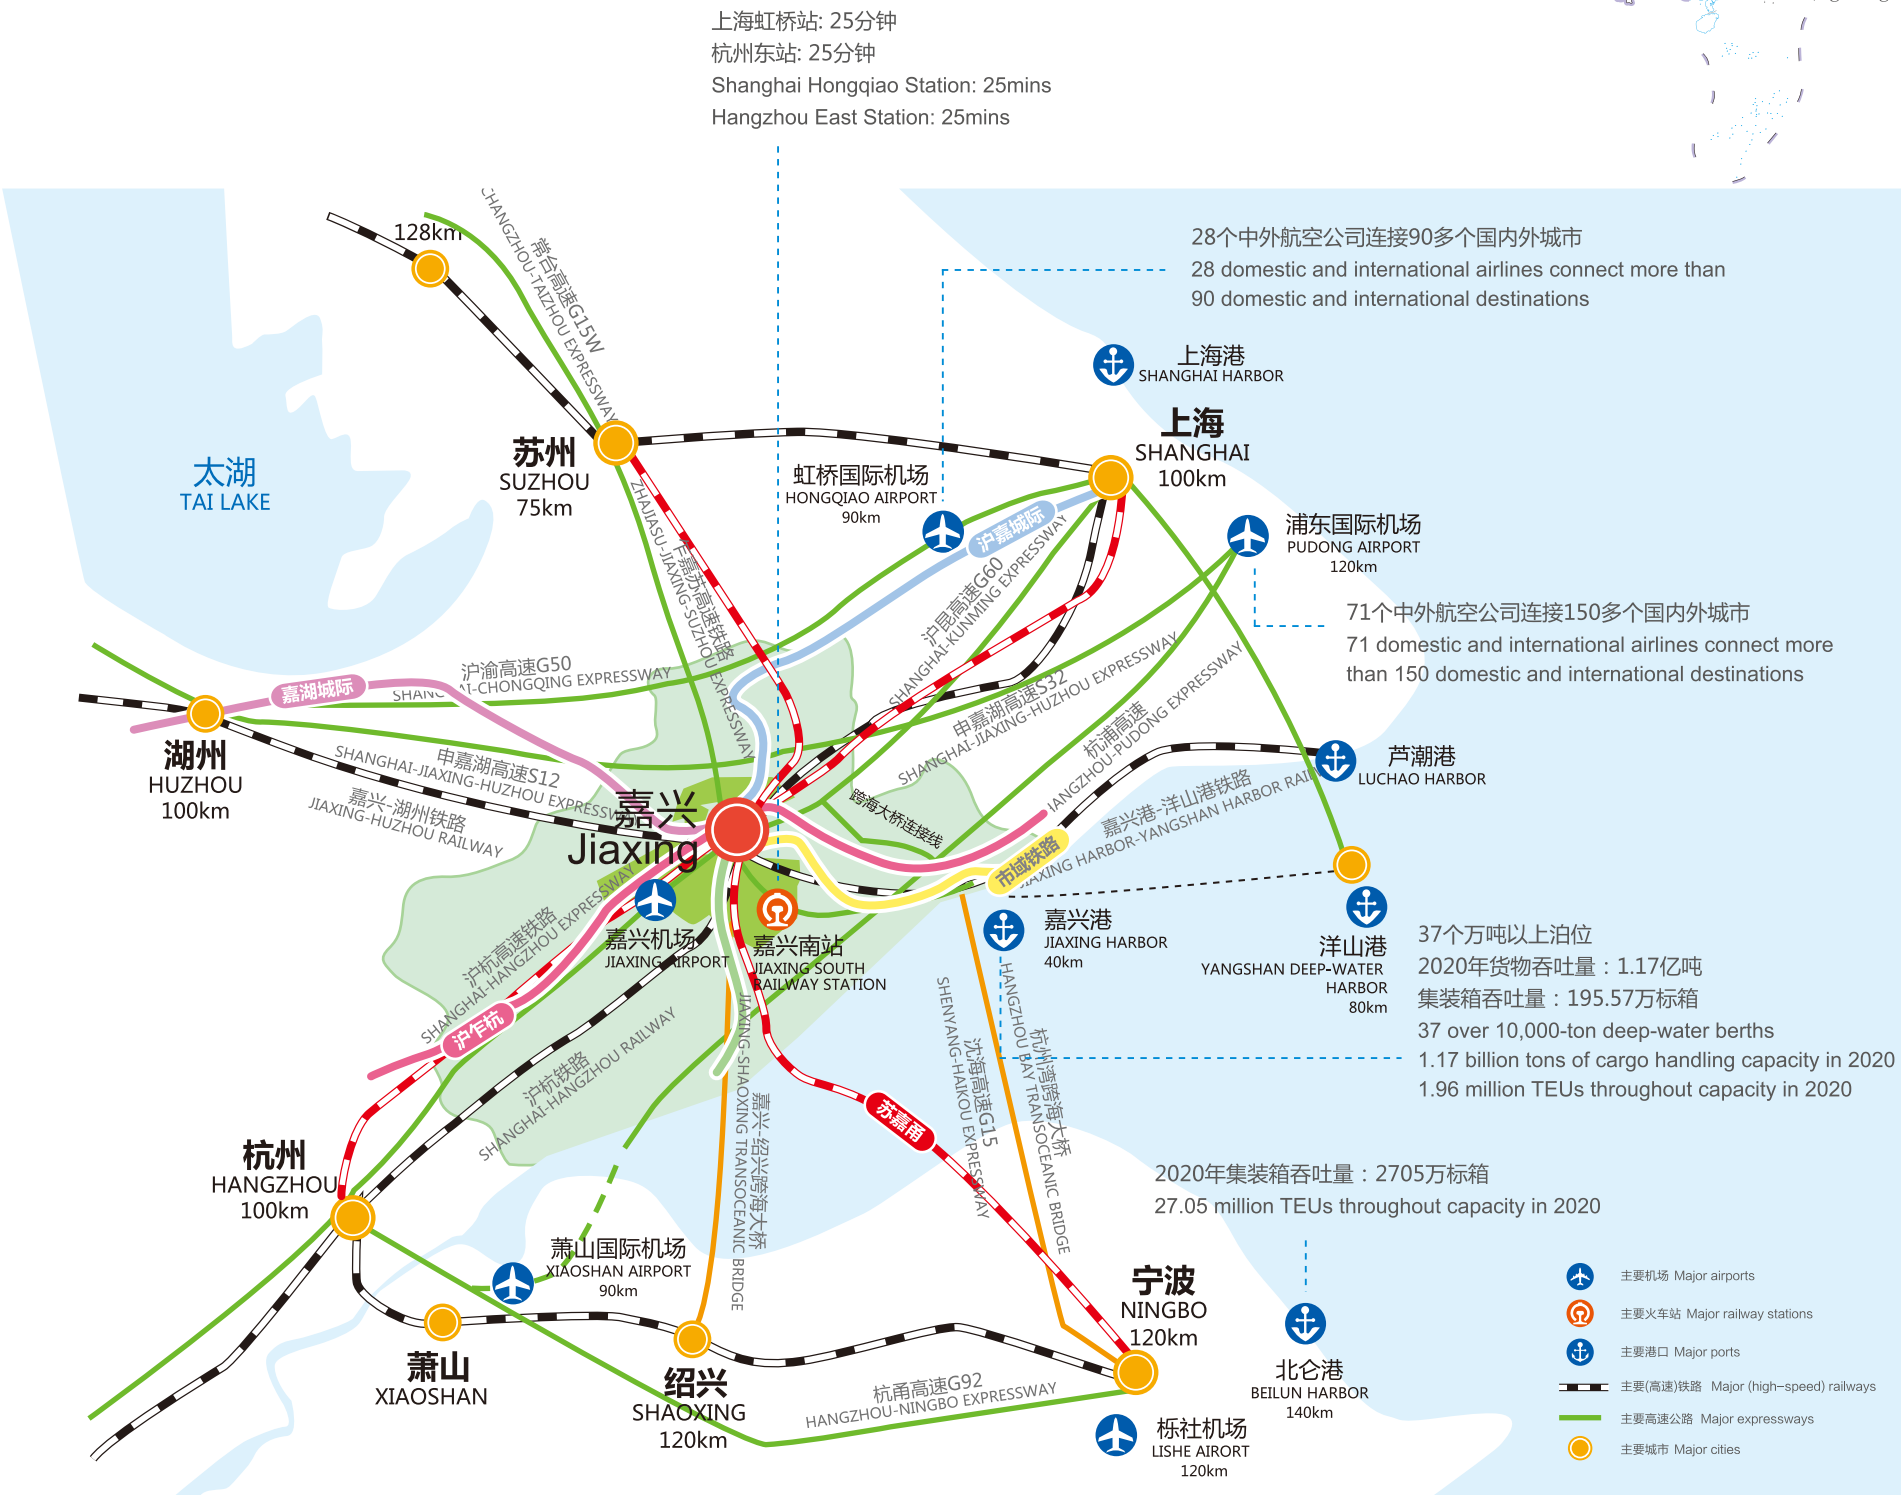 上海虹桥站: 25分钟
杭州东站: 25分钟
Shanghai Hongqiao Station: 25mins
Hangzhou East Station: 25mins
128km
常台高速G15W
CHANGZHOU-TAIZHOU EXPRESSWAY
28个中外航空公司连接90多个国内外城市
28 domestic and international airlines connect more than
90 domestic and international destinations
上海港
SHANGHAI HARBOR
上海
SHANGHAI
100km
苏州
SUZHOU
75km
太湖
TAI LAKE
虹桥国际机场
HONGQIAO AIRPORT
90km
沪嘉城际
浦东国际机场
PUDONG AIRPORT
120km
71个中外航空公司连接150多个国内外城市
71 domestic and international airlines connect more
than 150 domestic and international destinations
乍嘉苏高速铁路
ZHAJIASU-JIAXING-SUZHOU EXPRESSWAY
沪昆高速G60
SHANGHAI-KUNMING EXPRESSWAY
沪渝高速G50
SHANGHAI-CHONGQING EXPRESSWAY
嘉湖城际
申嘉湖高速S32
SHANGHAI-JIAXING-HUZHOU EXPRESSWAY
杭浦高速
HANGZHOU-PUDONG EXPRESSWAY
湖州
HUZHOU
100km
申嘉湖高速S12
SHANGHAI-JIAXING-HUZHOU EXPRESSWAY
嘉兴-湖州铁路
JIAXING-HUZHOU RAILWAY
芦潮港
LUCHAO HARBOR
嘉兴
Jiaxing
跨海大桥连接线
嘉兴港-洋山港铁路
JIAXING HARBOR-YANGSHAN HARBOR RAIL
市域铁路
嘉兴机场
JIAXING AIRPORT
嘉兴南站
JIAXING SOUTH
RAILWAY STATION
嘉兴港
JIAXING HARBOR
40km
洋山港
YANGSHAN DEEP-WATER
HARBOR
80km
37个万吨以上泊位
2020年货物吞吐量：1.17亿吨
集装箱吞吐量：195.57万标箱
37 over 10,000-ton deep-water berths
1.17 billion tons of cargo handling capacity in 2020
1.96 million TEUs throughout capacity in 2020
沪杭高速铁路
SHANGHAI-HANGZHOU EXPRESSWAY
沪乍杭
沪杭铁路
SHANGHAI-HANGZHOU RAILWAY
嘉兴-绍兴跨海大桥
JIAXING-SHAOXING TRANSOCEANIC BRIDGE
苏嘉甬
沈海高速G15
SHENYANG-HAIKOU EXPRESSWAY
杭州湾跨海大桥
HANGZHOU BAY TRANSOCEANIC BRIDGE
杭州
HANGZHOU
100km
2020年集装箱吞吐量：2705万标箱
27.05 million TEUs throughout capacity in 2020
萧山国际机场
XIAOSHAN AIRPORT
90km
萧山
XIAOSHAN
绍兴
SHAOXING
120km
宁波
NINGBO
120km
杭甬高速G92
HANGZHOU-NINGBO EXPRESSWAY
北仑港
BEILUN HARBOR
140km
栎社机场
LISHE AIRORT
120km
主要机场 Major airports
主要火车站 Major railway stations
主要港口 Major ports
主要(高速)铁路 Major (high-speed) railways
主要高速公路 Major expressways
主要城市 Major cities